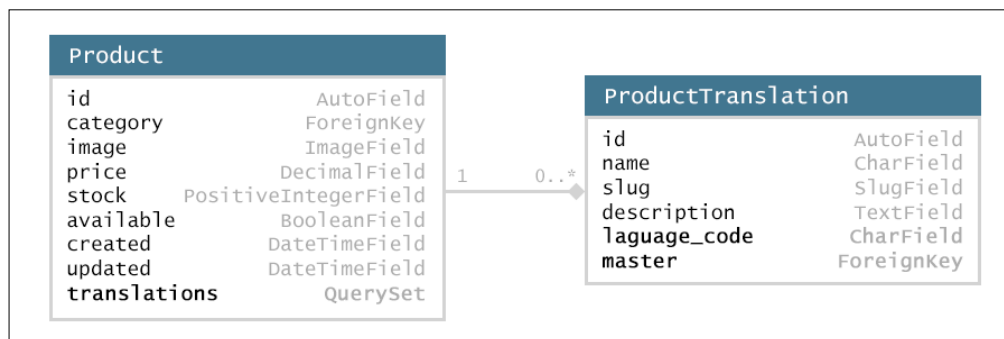 Product
id AutoField
category ForeignKey
image ImageField
price DecimalField
stock PositiveIntegerField
available BooleanField
created DateTimeField
updated DateTimeField
translations QuerySet
1 0..*
ProductTranslation
id AutoField
name CharField
slug SlugField
description TextField
laguage_code CharField
master ForeignKey